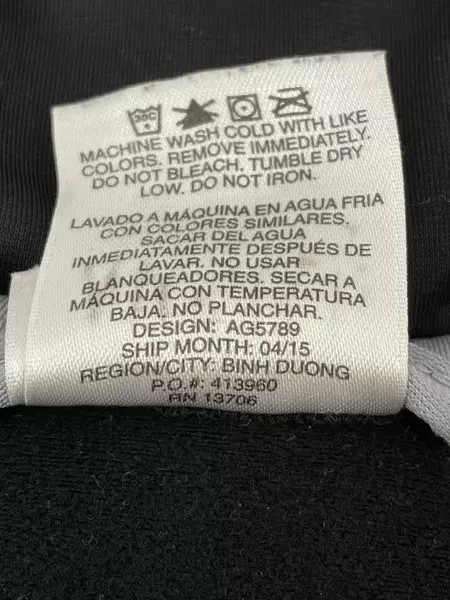 30C
MACHINE WASH COLD WITH LIKE
COLORS. REMOVE IMMEDIATELY.
DO NOT BLEACH. TUMBLE DRY
LOW. DO NOT IRON.
LAVADO A MÁQUINA EN AGUA FRIA
CON COLORES SIMILARES.
SACAR DEL AGUA
INMEDIATAMENTE DESPUÉS DE
LAVAR. NO USAR
BLANQUEADORES. SECAR A
MÁQUINA CON TEMPERATURA
BAJA. NO PLANCHAR.
DESIGN: AG5789
SHIP MONTH: 04/15
REGION/CITY: BINH DUONG
P.O.#: 413960
RN 13706